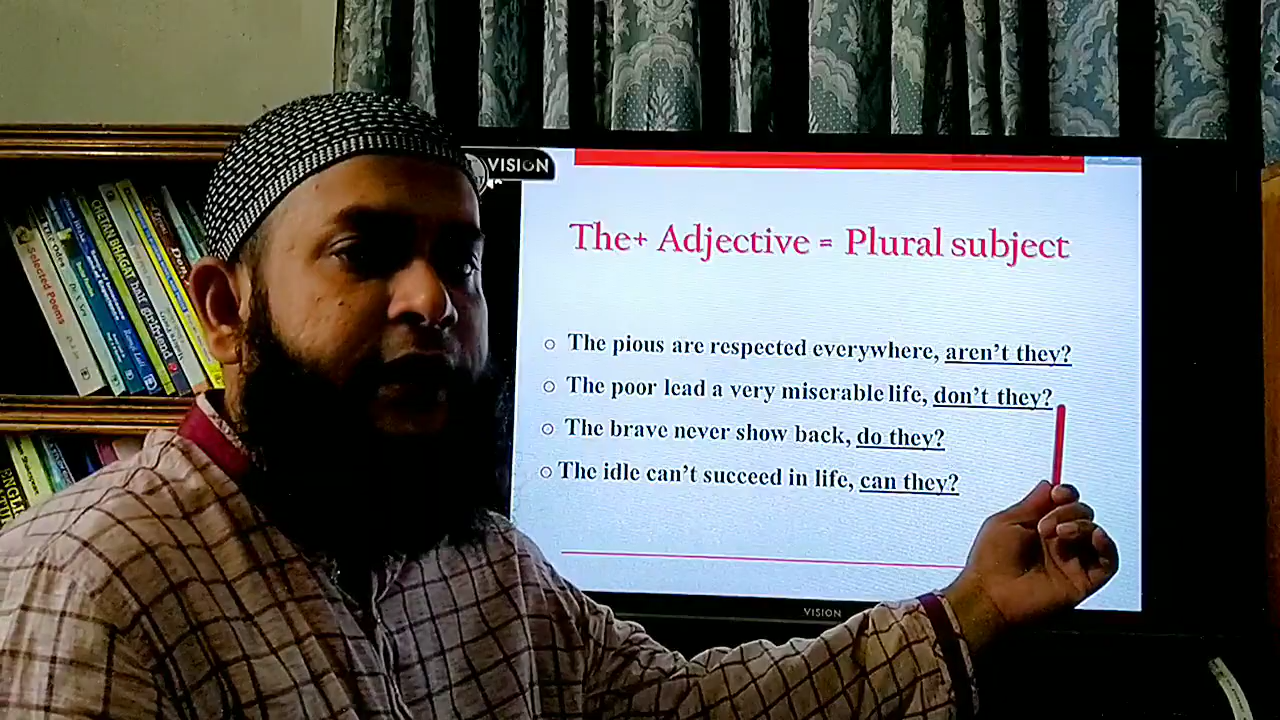 VISION
The+ Adjective = Plural subject
○ The pious are respected everywhere, aren't they?
○ The poor lead a very miserable life, don't they?
○ The brave never show back, do they?
○ The idle can't succeed in life, can they?
VISION
Selected Poems
CHETAN BHAGAT half girlfriend